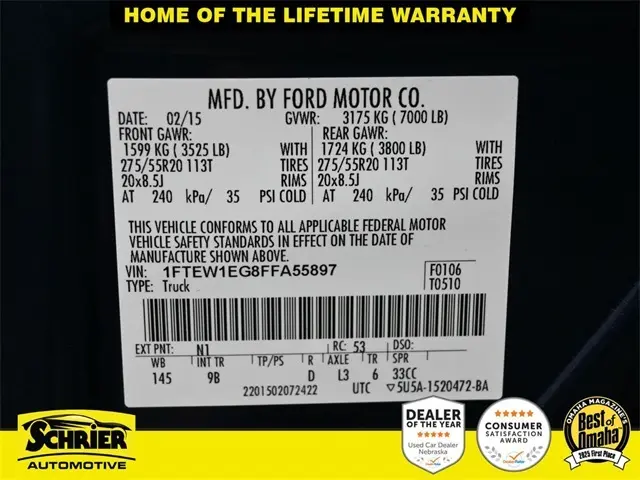 HOME OF THE LIFETIME WARRANTY
MFD. BY FORD MOTOR CO.
DATE: 02/15 GVWR: 3175 KG ( 7000 LB)
FRONT GAWR: REAR GAWR:
1599 KG ( 3525 LB) WITH 1724 KG ( 3800 LB) WITH
275/55R20 113T TIRES 275/55R20 113T TIRES
20x8.5J RIMS 20x8.5J RIMS
AT 240 kPa/ 35 PSI COLD AT 240 kPa/ 35 PSI COLD
THIS VEHICLE CONFORMS TO ALL APPLICABLE FEDERAL MOTOR
VEHICLE SAFETY STANDARDS IN EFFECT ON THE DATE OF
MANUFACTURE SHOWN ABOVE.
VIN: 1FTEW1EG8FFA55897 F0106
TYPE: Truck T0510
EXT PNT: N1 RC: 53 DSO:
WB INT TR TP/PS R AXLE TR SPR
145 9B D L3 6 33CC
2201502072422 UTC ▽5U5A-1520472-BA
SCHRIER
AUTOMOTIVE
DEALER
OF THE YEAR
Used Car Dealer
Nebraska
CONSUMER
SATISFACTION
AWARD
OMAHA MAGAZINE'S
Best of
Omaha
2025 First Place